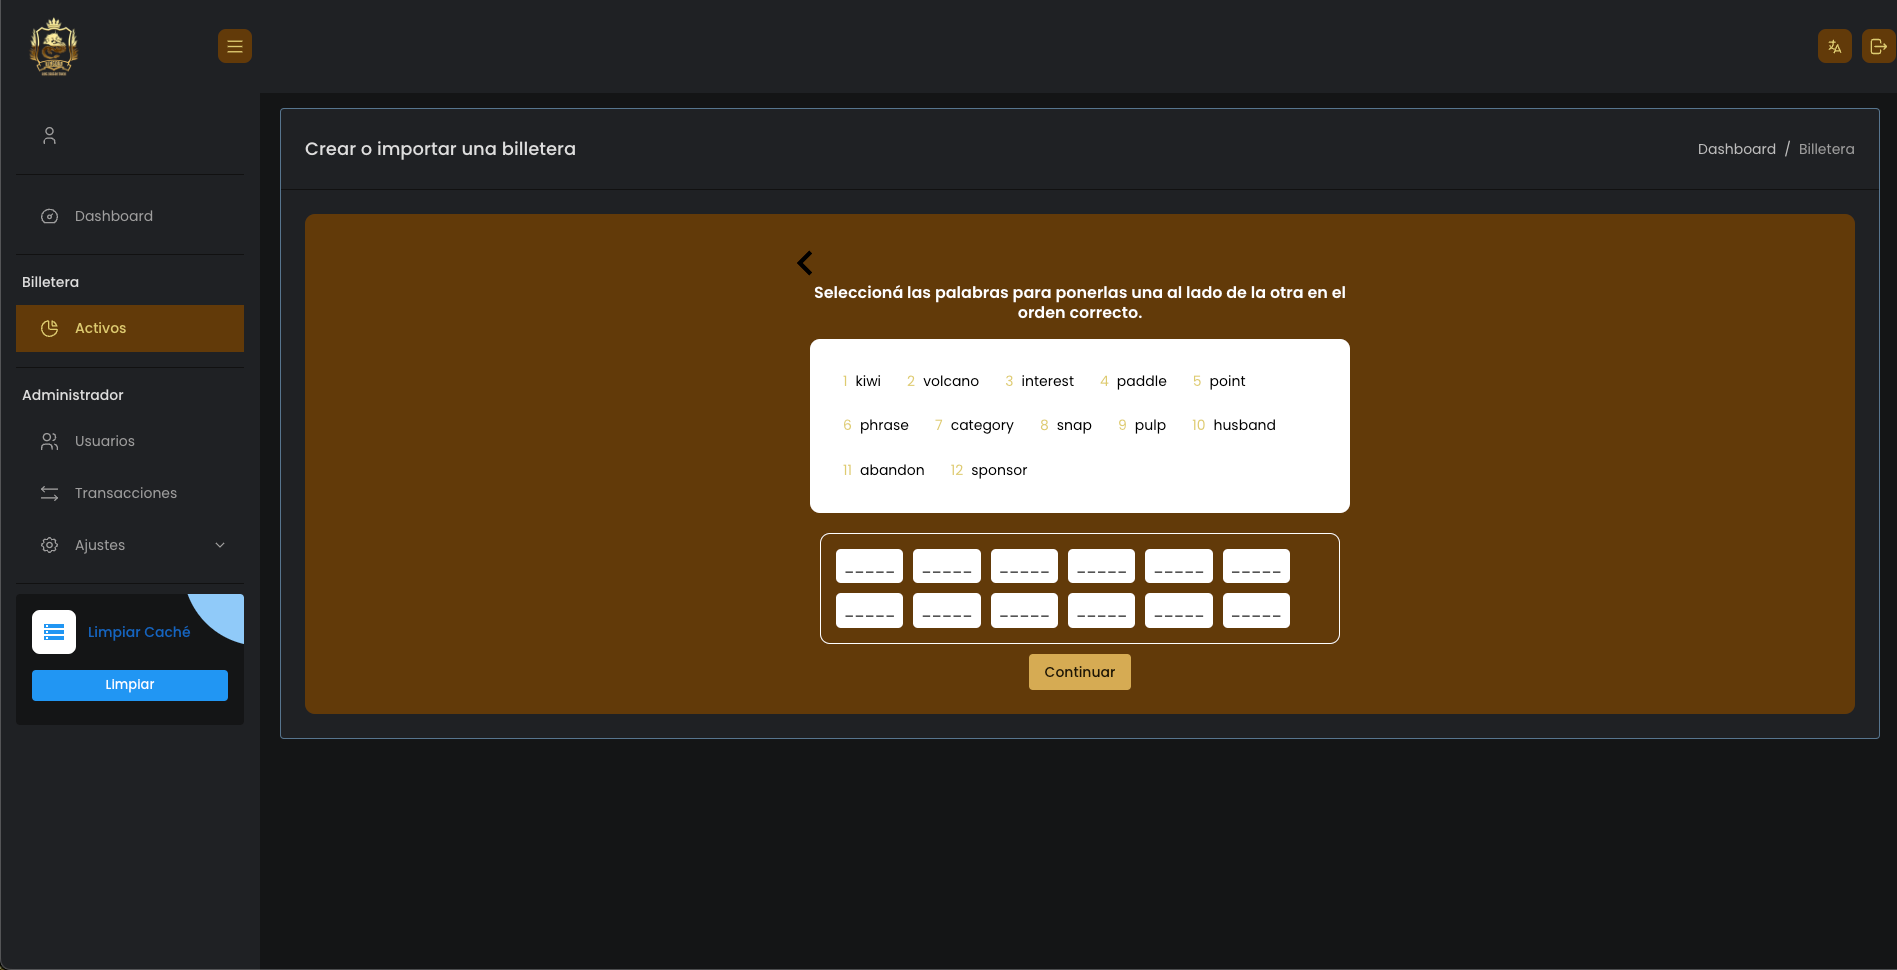 Crear o importar una billetera
Dashboard / Billetera
Dashboard
Billetera
Activos
Administrador
Usuarios
Transacciones
Ajustes
Limpiar Caché
Limpiar
Seleccioná las palabras para ponerlas una al lado de la otra en el
orden correcto.
1 kiwi 2 volcano 3 interest 4 paddle 5 point
6 phrase 7 category 8 snap 9 pulp 10 husband
11 abandon 12 sponsor
_____ _____ _____ _____ _____ _____
_____ _____ _____ _____ _____ _____
Continuar